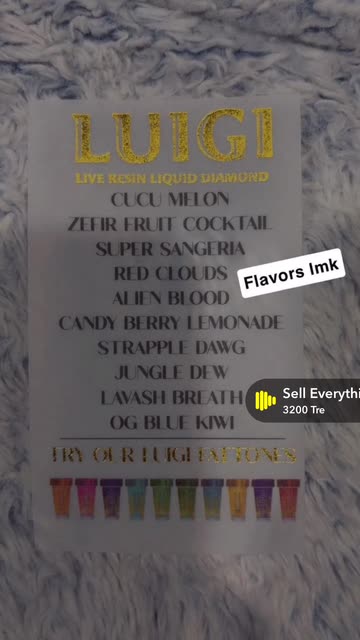 LUIGI
LIVE RESIN LIQUID DIAMOND
CUCU MELON
ZEFIR FRUIT COCKTAIL
SUPER SANGERIA
RED CLOUDS
Flavors lmk
ALIEN BLOOD
CANDY BERRY LEMONADE
STRAPPLE DAWG
JUNGLE DEW
LAVASH BREATH
Sell Everythi
3200 Tre
OG BLUE KIWI
TRY OUR LUIGI FATTONES